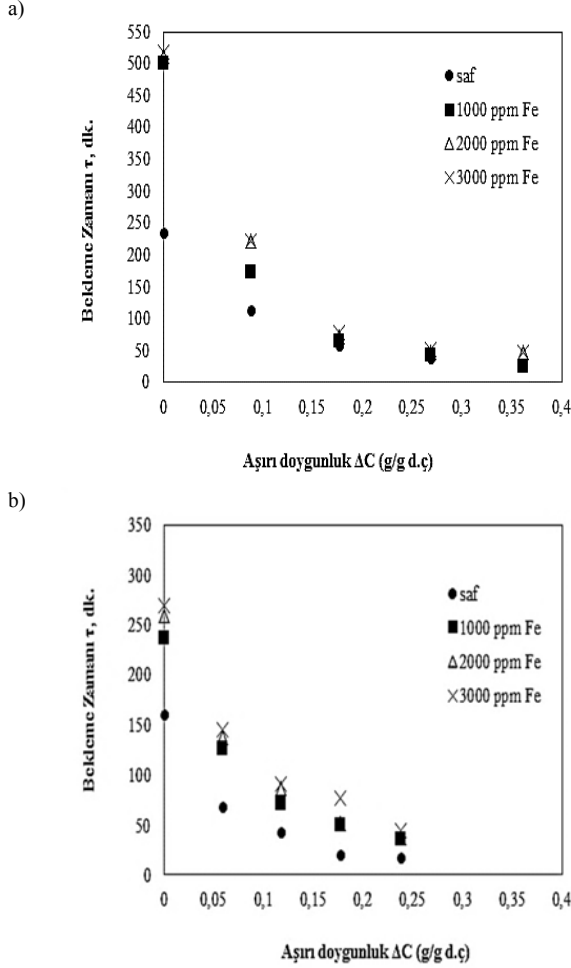 a)
550
500
450
400
350
300
250
200
150
100
50
0
Bekleme Zamanı τ, dk.
saf
1000 ppm Fe
2000 ppm Fe
3000 ppm Fe
0 0,05 0,1 0,15 0,2 0,25 0,3 0,35 0,4
Aşırı doygunluk ΔC (g/g d.ç)
b)
350
300
250
200
150
100
50
0
Bekleme Zamanı τ, dk.
saf
1000 ppm Fe
2000 ppm Fe
3000 ppm Fe
0 0,05 0,1 0,15 0,2 0,25 0,3 0,35 0,4
Aşırı doygunluk ΔC (g/g d.ç)